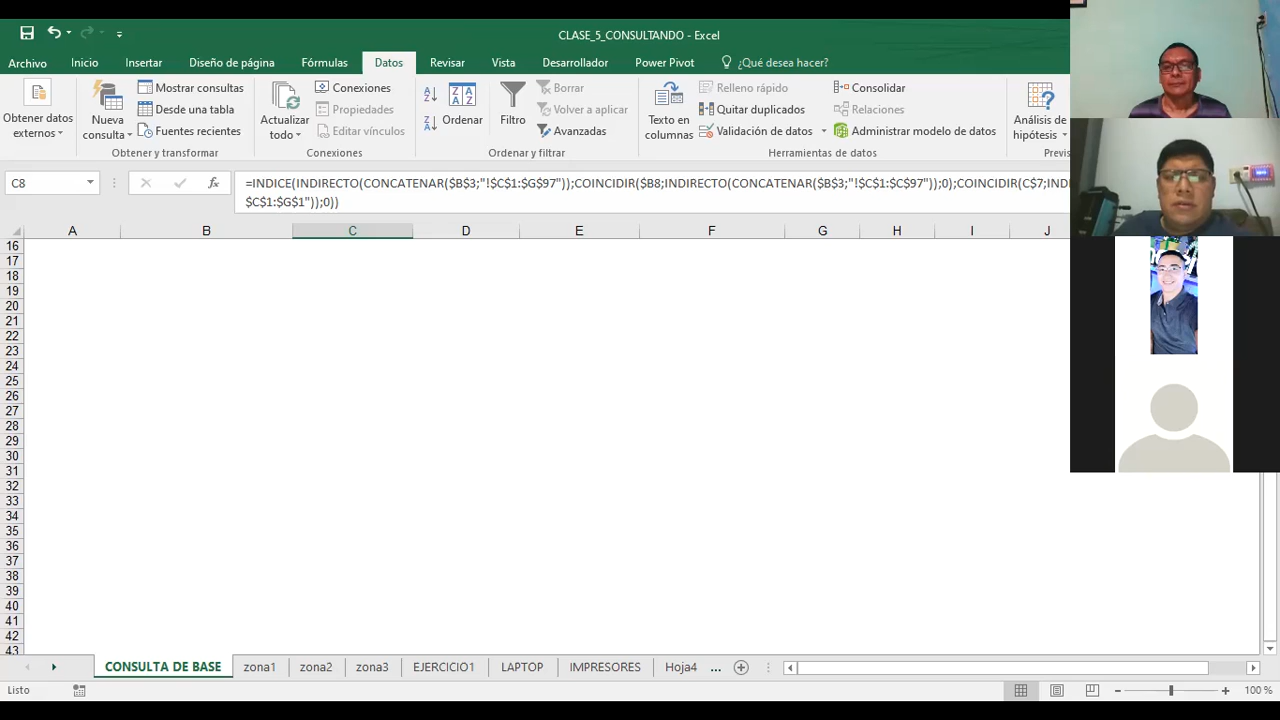 CLASE_5_CONSULTANDO - Excel
Archivo Inicio Insertar Diseño de página Fórmulas Datos Revisar Vista Desarrollador Power Pivot ¿Qué desea hacer?
Obtener datos externos
Nueva consulta
Mostrar consultas
Desde una tabla
Fuentes recientes
Obtener y transformar
Actualizar todo
Conexiones
Propiedades
Editar vínculos
Conexiones
Ordenar
Filtro
Borrar
Volver a aplicar
Avanzadas
Ordenar y filtrar
Texto en columnas
Relleno rápido
Quitar duplicados
Validación de datos
Consolidar
Relaciones
Administrar modelo de datos
Herramientas de datos
Análisis de hipótesis
Previs
C8
fx
=INDICE(INDIRECTO(CONCATENAR($B$3;"!$C$1:$G$97"));COINCIDIR($B8;INDIRECTO(CONCATENAR($B$3;"!$C$1:$C$97"));0);COINCIDIR(C$7;INDI
$C$1:$G$1"));0))
A B C D E F G H I J
16
17
18
19
20
21
22
23
24
25
26
27
28
29
30
31
32
33
34
35
36
37
38
39
40
41
42
43
CONSULTA DE BASE zona1 zona2 zona3 EJERCICIO1 LAPTOP IMPRESORES Hoja4 ...
Listo 100 %